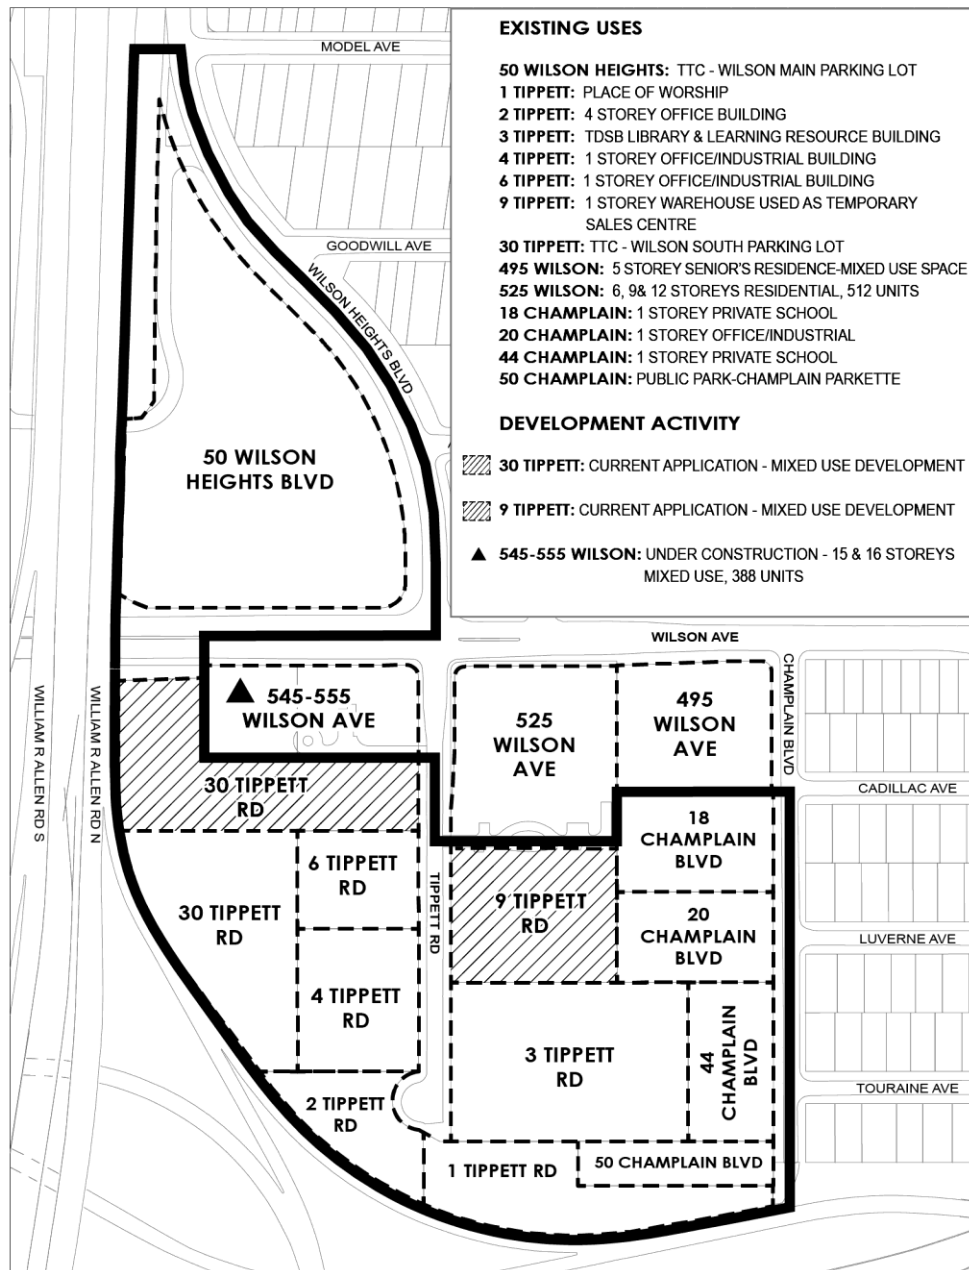 EXISTING USES
50 WILSON HEIGHTS: TTC - WILSON MAIN PARKING LOT
1 TIPPETT: PLACE OF WORSHIP
2 TIPPETT: 4 STOREY OFFICE BUILDING
3 TIPPETT: TDSB LIBRARY & LEARNING RESOURCE BUILDING
4 TIPPETT: 1 STOREY OFFICE/INDUSTRIAL BUILDING
6 TIPPETT: 1 STOREY OFFICE/INDUSTRIAL BUILDING
9 TIPPETT: 1 STOREY WAREHOUSE USED AS TEMPORARY
SALES CENTRE
30 TIPPETT: TTC - WILSON SOUTH PARKING LOT
495 WILSON: 5 STOREY SENIOR'S RESIDENCE-MIXED USE SPACE
525 WILSON: 6, 9& 12 STOREYS RESIDENTIAL, 512 UNITS
18 CHAMPLAIN: 1 STOREY PRIVATE SCHOOL
20 CHAMPLAIN: 1 STOREY OFFICE/INDUSTRIAL
44 CHAMPLAIN: 1 STOREY PRIVATE SCHOOL
50 CHAMPLAIN: PUBLIC PARK-CHAMPLAIN PARKETTE
DEVELOPMENT ACTIVITY
30 TIPPETT: CURRENT APPLICATION - MIXED USE DEVELOPMENT
9 TIPPETT: CURRENT APPLICATION - MIXED USE DEVELOPMENT
545-555 WILSON: UNDER CONSTRUCTION - 15 & 16 STOREYS
MIXED USE, 388 UNITS
MODEL AVE
GOODWILL AVE
WILSON HEIGHTS BLVD
50 WILSON
HEIGHTS BLVD
WILSON AVE
WILLIAM R ALLEN RD S
WILLIAM R ALLEN RD N
545-555
WILSON AVE
525
WILSON
AVE
495
WILSON
AVE
CHAMPLAIN BLVD
CADILLAC AVE
30 TIPPETT
RD
18
CHAMPLAIN
BLVD
6 TIPPETT
RD
30 TIPPETT
RD
TIPPETT RD
9 TIPPETT
RD
20
CHAMPLAIN
BLVD
LUVERNE AVE
4 TIPPETT
RD
3 TIPPETT
RD
44
CHAMPLAIN
BLVD
TOURAINE AVE
2 TIPPETT
RD
1 TIPPETT RD
50 CHAMPLAIN BLVD